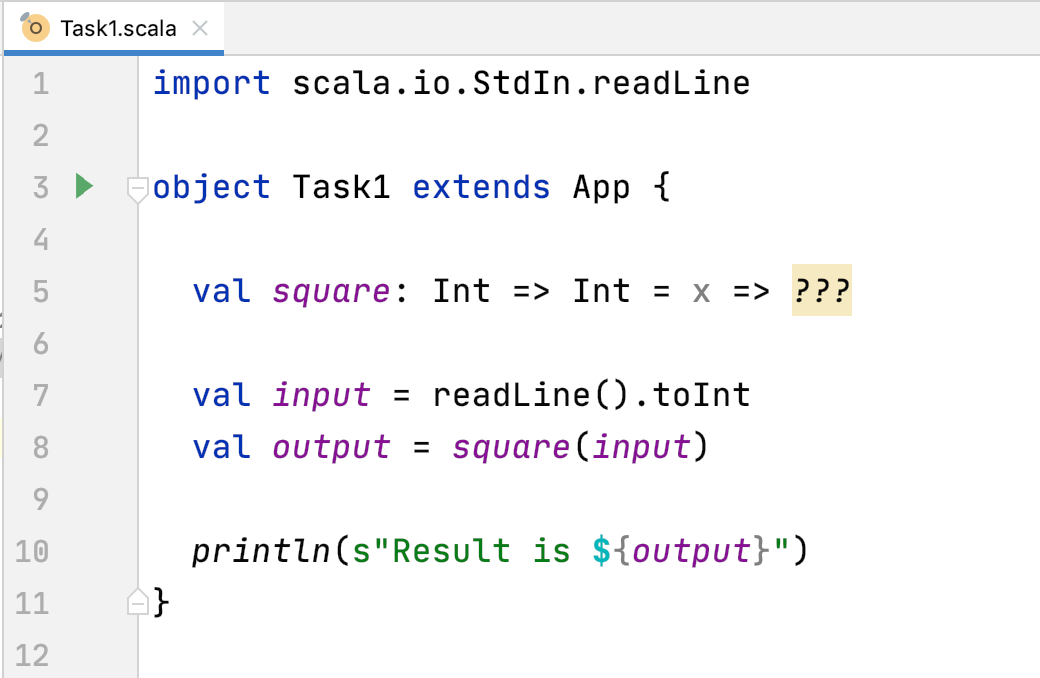 Task1.scala
1 import scala.io.StdIn.readLine
2
3 object Task1 extends App {
4
5   val square: Int => Int = x => ???
6
7   val input = readLine().toInt
8   val output = square(input)
9
10   println(s"Result is ${output}")
11 }
12